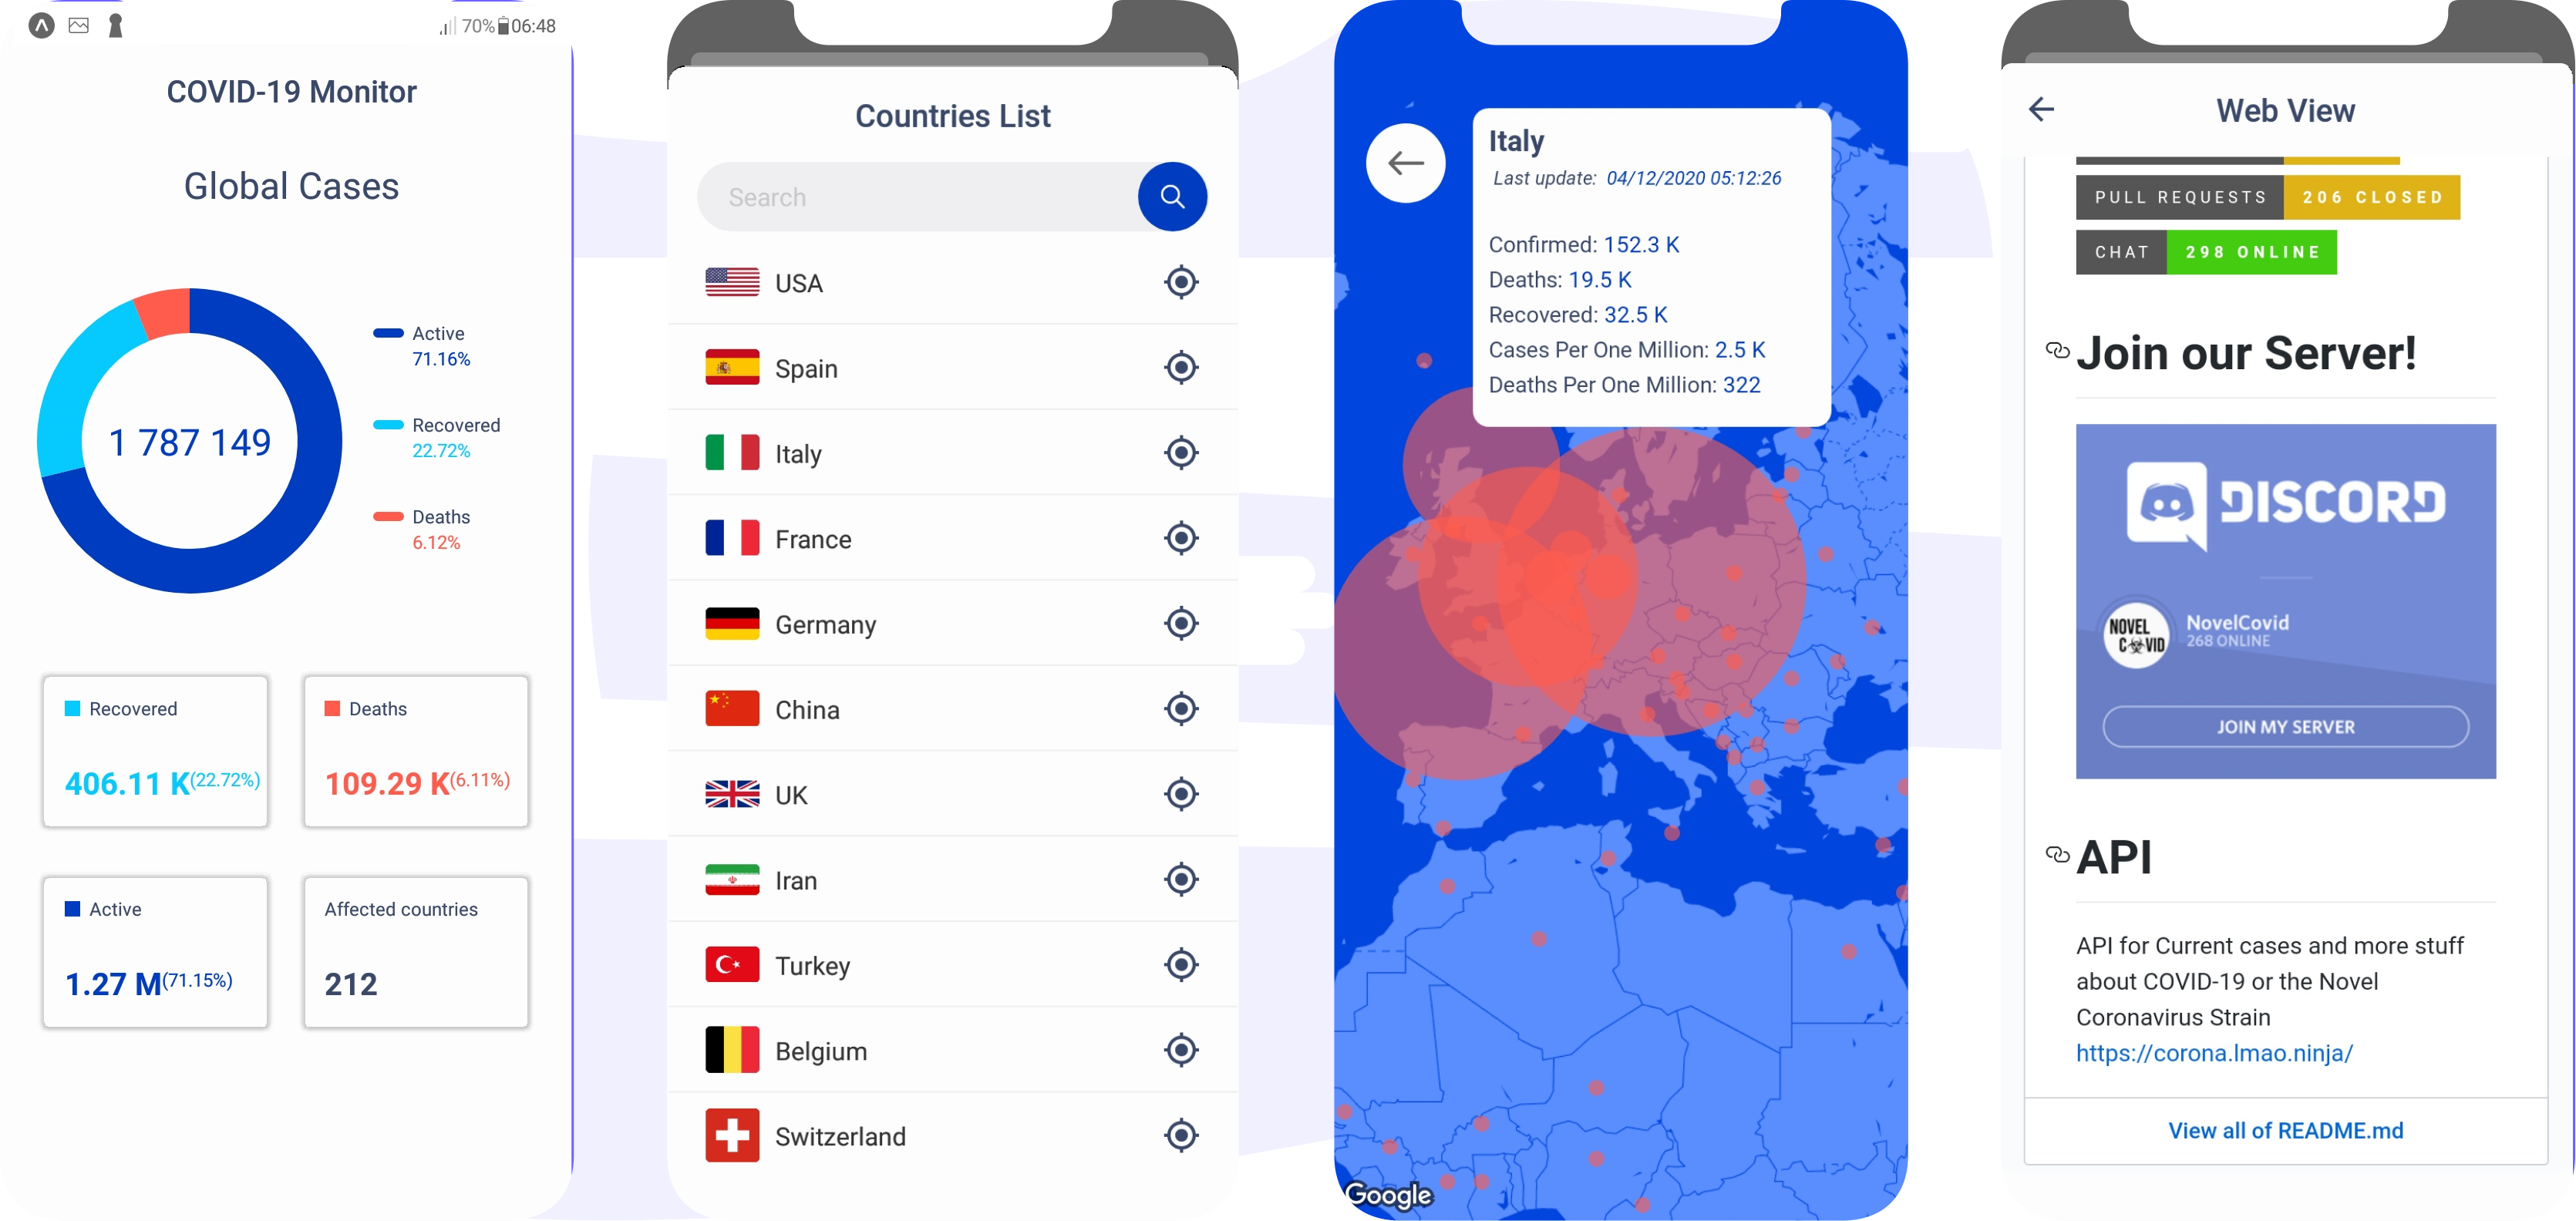 70% 06:48
COVID-19 Monitor
Global Cases
1 787 149
Active
71.16%
Recovered
22.72%
Deaths
6.12%
Recovered
406.11 K(22.72%)
Deaths
109.29 K(6.11%)
Active
1.27 M(71.15%)
Affected countries
212
Countries List
Search
USA
Spain
Italy
France
Germany
China
UK
Iran
Turkey
Belgium
Switzerland
Italy
Last update: 04/12/2020 05:12:26
Confirmed: 152.3 K
Deaths: 19.5 K
Recovered: 32.5 K
Cases Per One Million: 2.5 K
Deaths Per One Million: 322
Google
Web View
PULL REQUESTS 206 CLOSED
CHAT 298 ONLINE
Join our Server!
DISCORD
NOVEL
COVID
NovelCovid
268 ONLINE
JOIN MY SERVER
API
API for Current cases and more stuff
about COVID-19 or the Novel
Coronavirus Strain
https://corona.lmao.ninja/
View all of README.md